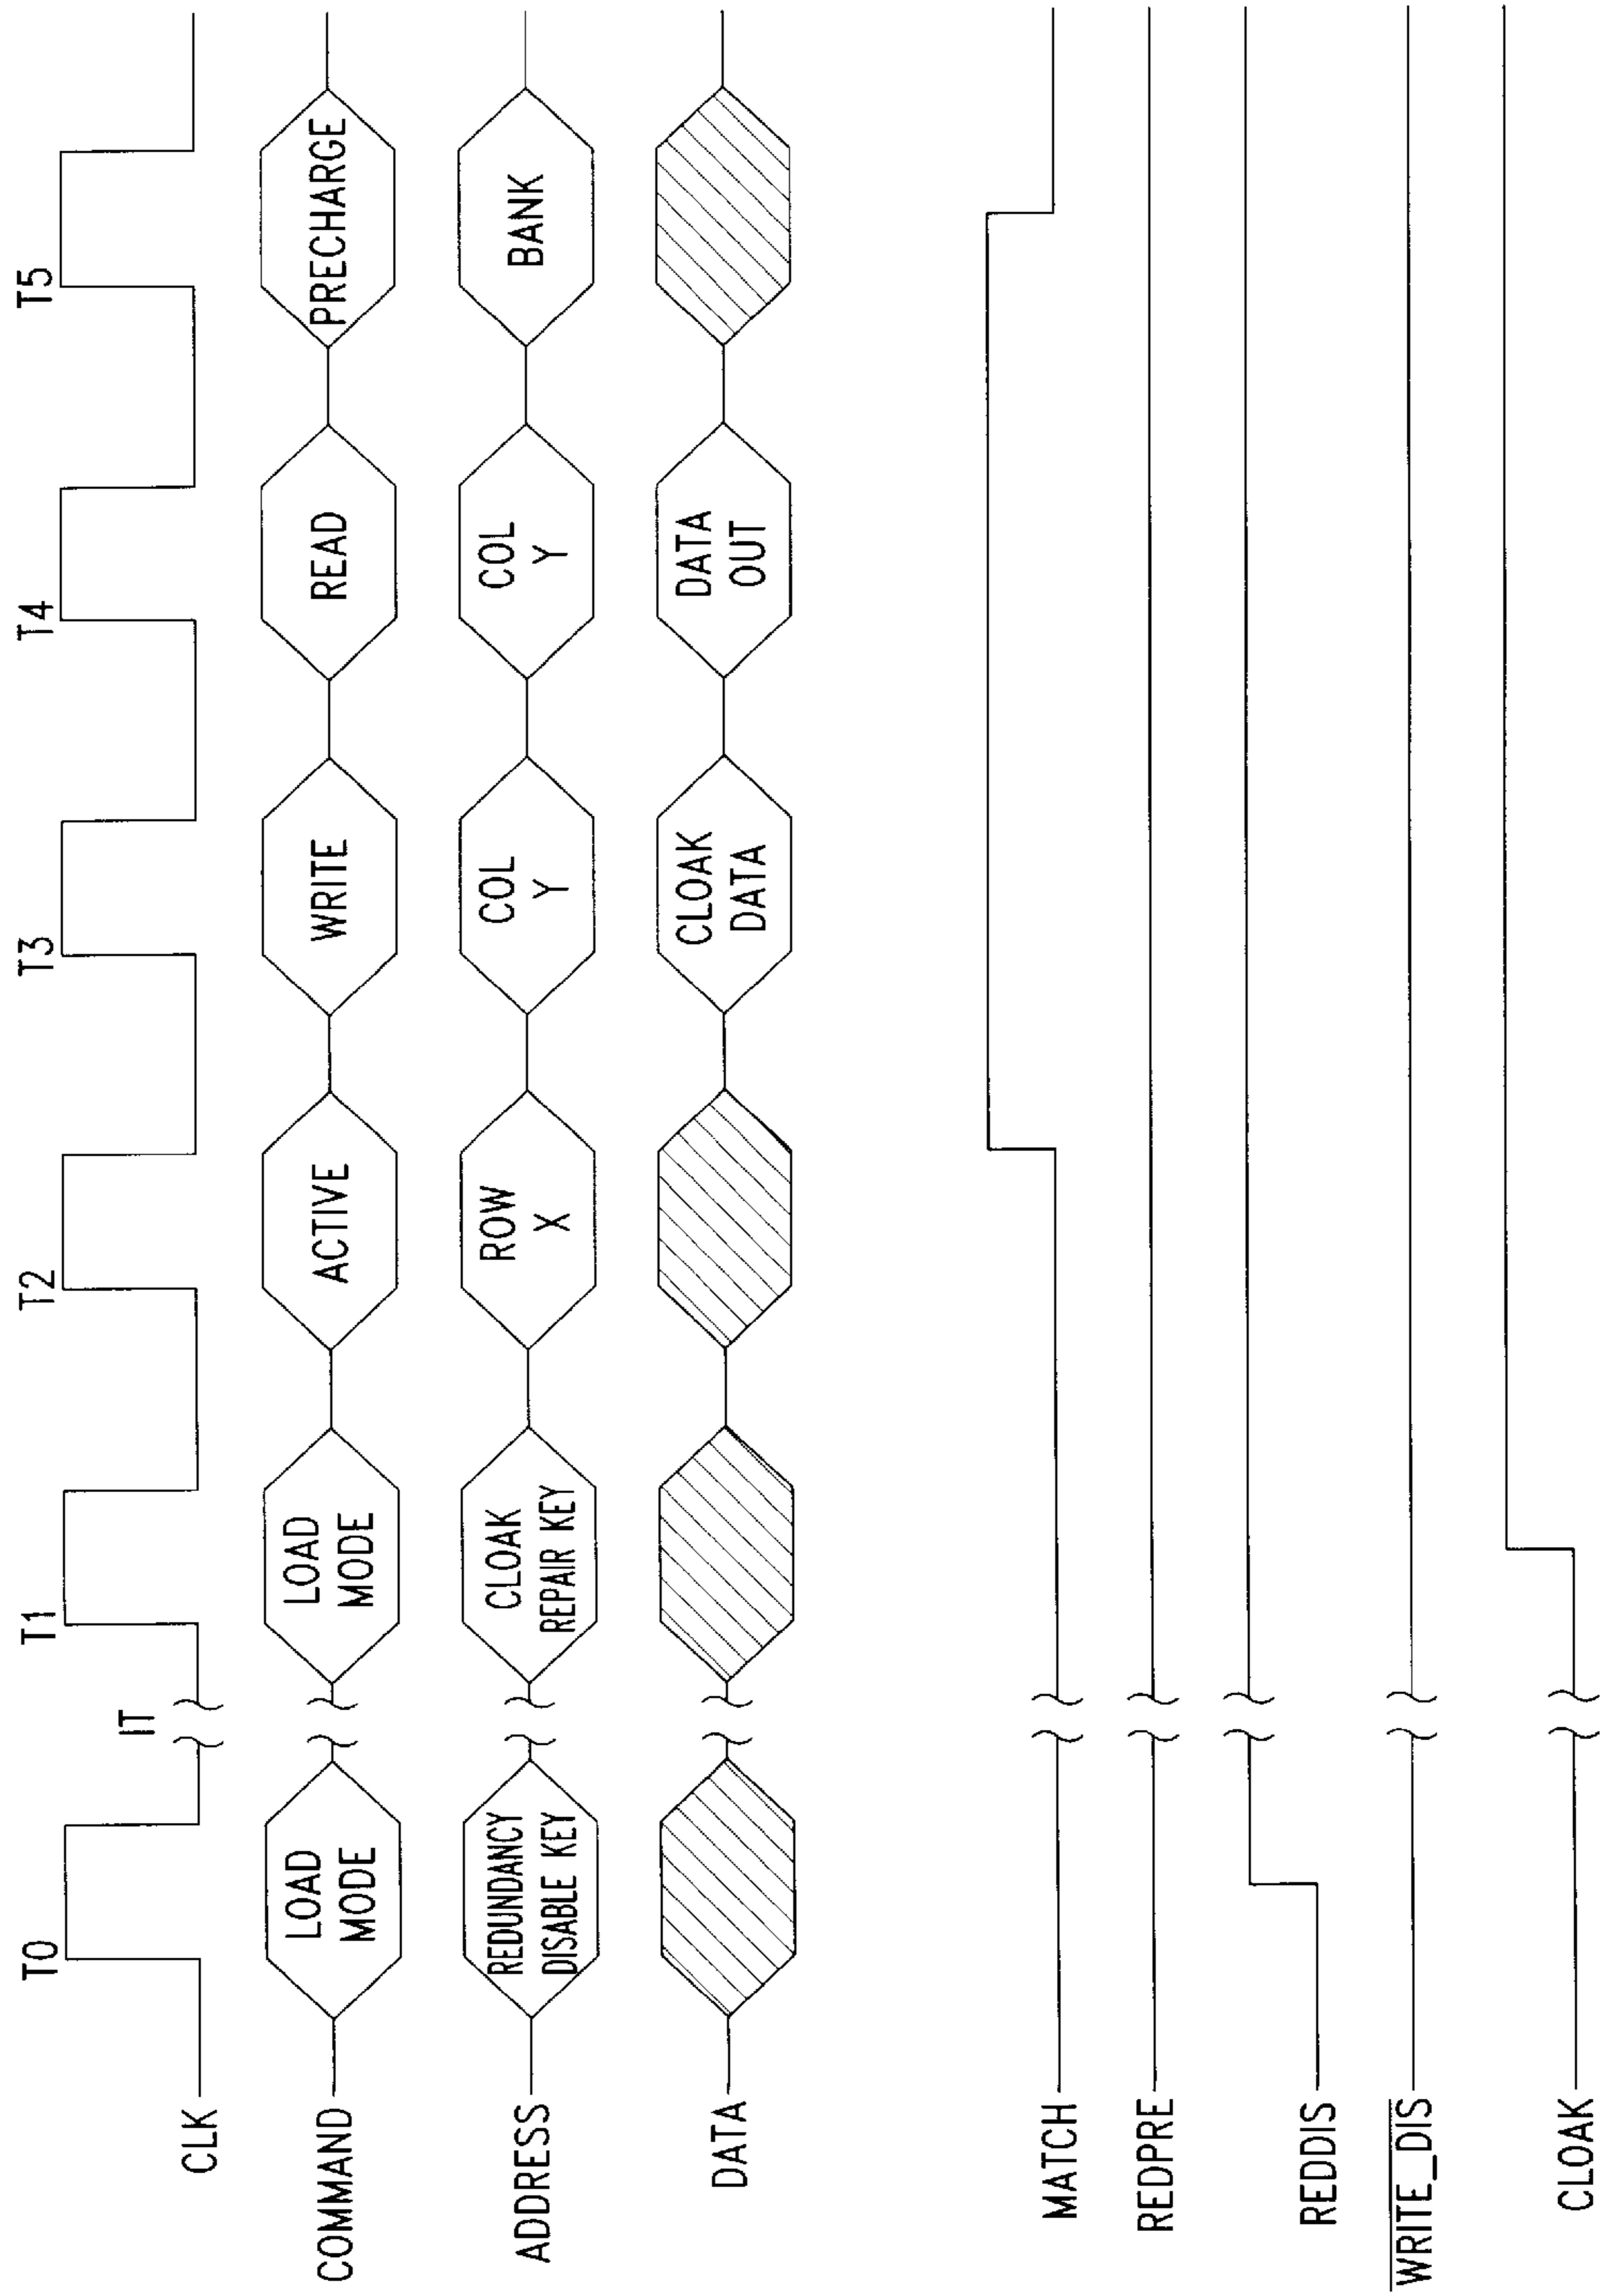 T0
IT
T1
T2
T3
T4
T5
CLK
COMMAND
LOAD
MODE
LOAD
MODE
ACTIVE
WRITE
READ
PRECHARGE
ADDRESS
REDUNDANCY
DISABLE KEY
CLOAK
REPAIR KEY
ROW
X
COL
Y
COL
Y
BANK
DATA
CLOAK
DATA
DATA
OUT
MATCH
REDPRE
REDDIS
WRITE_DIS
CLOAK